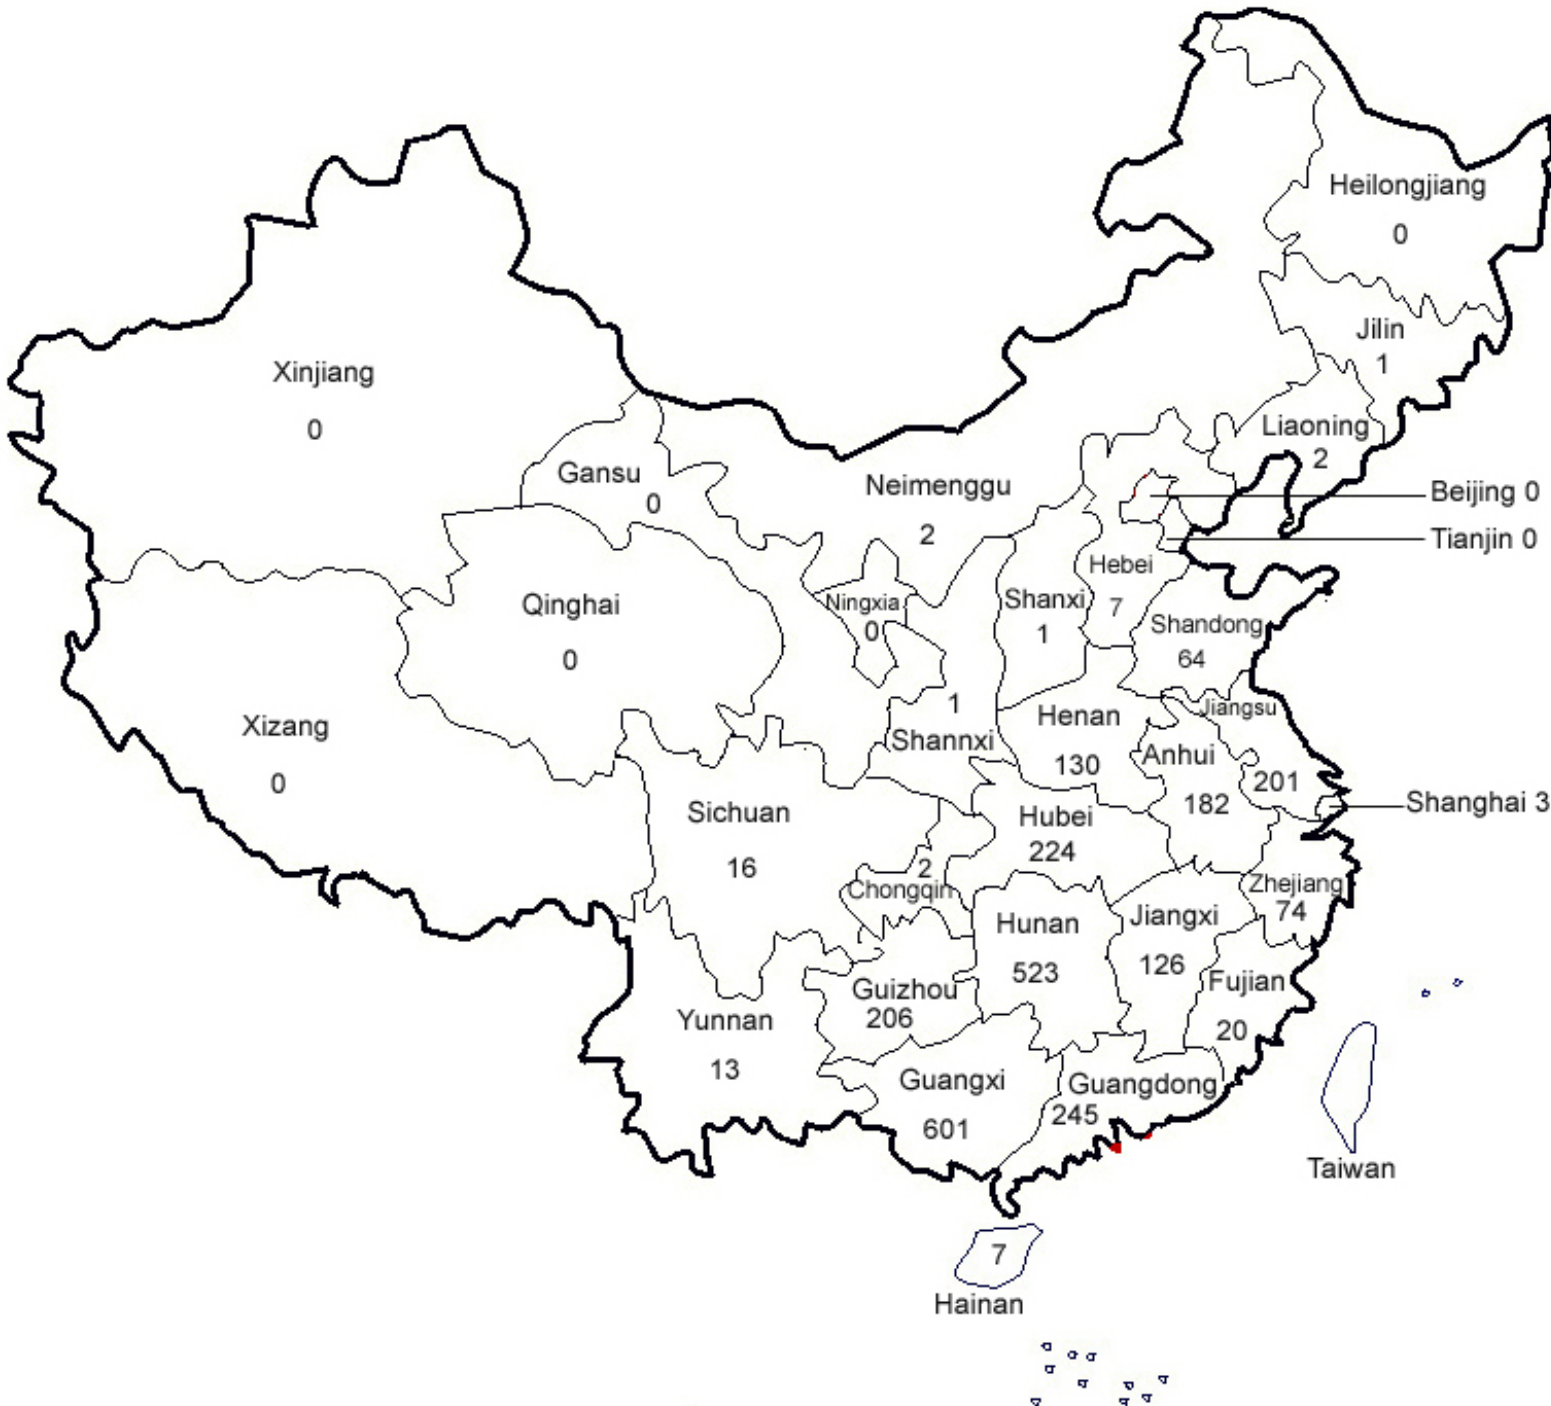 Heilongjiang
0
Jilin
1
Xinjiang
0
Liaoning
2
Gansu
0
Neimenggu
2
Beijing 0
Tianjin 0
Hebei
7
Qinghai
0
Ningxia
0
Shanxi
1
Shandong
64
Xizang
0
1
Shannxi
Henan
130
Jiangsu
201
Anhui
182
Shanghai 3
Sichuan
16
Hubei
224
2
Chongqin
Zhejiang
74
Hunan
523
Jiangxi
126
Fujian
20
Guizhou
206
Yunnan
13
Guangxi
601
Guangdong
245
Taiwan
7
Hainan